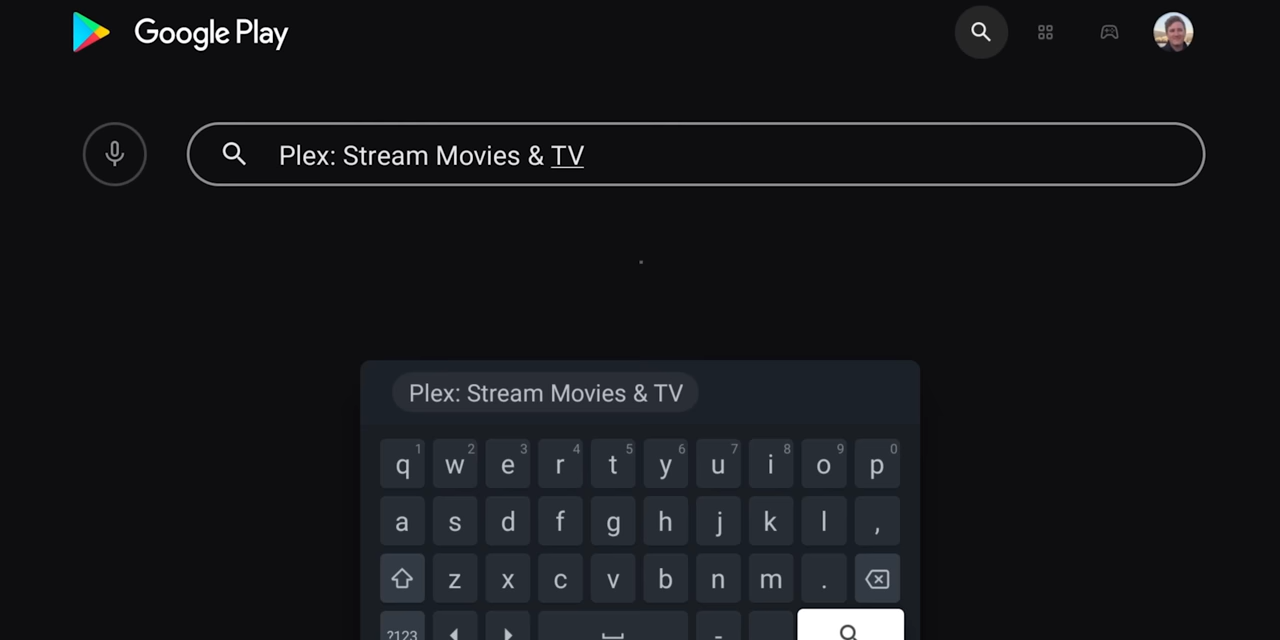 Google Play
Plex: Stream Movies & TV
Plex: Stream Movies & TV
q 1 w 2 e 3 r 4 t 5 y 6 u 7 i 8 o 9 p 0
a s d f g h j k l ,
z x c v b n m .
?123 -